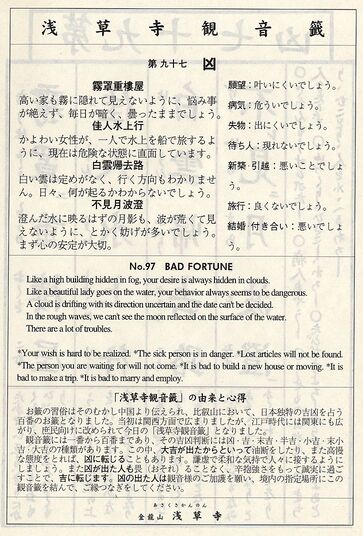 浅草寺観音籤
第九十七 凶
霧罩重樓屋
高い家も霧に隠れて見えないように、悩み事
が絶えず、毎日が暗く、曇ったままでしょう。
佳人水上行
かよわい女性が、一人で水上を船で旅するよ
うに、現在は危険な状態に直面しています。
白雲帰去路
白い雲は定めがなく、行く方向もわかりませ
ん。日々、何が起るかわからないでしょう。
不見月波澄
澄んだ水に映るはずの月影も、波が荒くて見
えないように、とかく妨げが多いでしょう。
まず心の安定が大切。
願望：叶いにくいでしょう。
病気：危ういでしょう。
失物：出にくいでしょう。
待ち人：現れないでしょう。
新築・引越：悪いことでしょ
う。
旅行：良くないでしょう。
結婚・付き合い：悪いでしょ
う。
No.97 BAD FORTUNE
Like a high building hidden in fog, your desire is always hidden in clouds.
Like a beautiful lady goes on the water, your behavior always seems to be dangerous.
A cloud is drifting with its direction uncertain and the date can't be decided.
In the rough waves, we can't see the moon reflected on the surface of the water.
There are a lot of troubles.
*Your wish is hard to be realized. *The sick person is in danger. *Lost articles will not be found.
*The person you are waiting for will not come. *It is bad to build a new house or moving. *It is
bad to make a trip. *It is bad to marry and employ.
「浅草寺観音籤」の由来と心得
お籤の習俗はそのむかし中国より伝えられ、比叡山において、日本独特の吉凶を占う
百番のお籤となりました。当初は関西方面で広まりましたが、江戸時代には関東にも広
がり、庶民向けに改められて今日の「浅草寺観音籤」となりました。
観音籤には一番から百番まであり、その吉凶判断には凶・吉・末吉・半吉・小吉・末小
吉・大吉の7種類があります。この中、大吉が出たからといって油断をしたり、また高慢
な態度をとれば、凶に転じることもあります。謙虚で柔和な気持で人々に接するように
しましょう。また凶が出た人も畏（おそ）れることなく、辛抱強さをもって誠実に過ご
すことで、吉に転じます。凶の出た人は観音様のご加護を願い、境内の指定場所にこの
観音籤を結んで、ご縁つなぎをしてください。
あさくさかんのん
金龍山 浅草寺